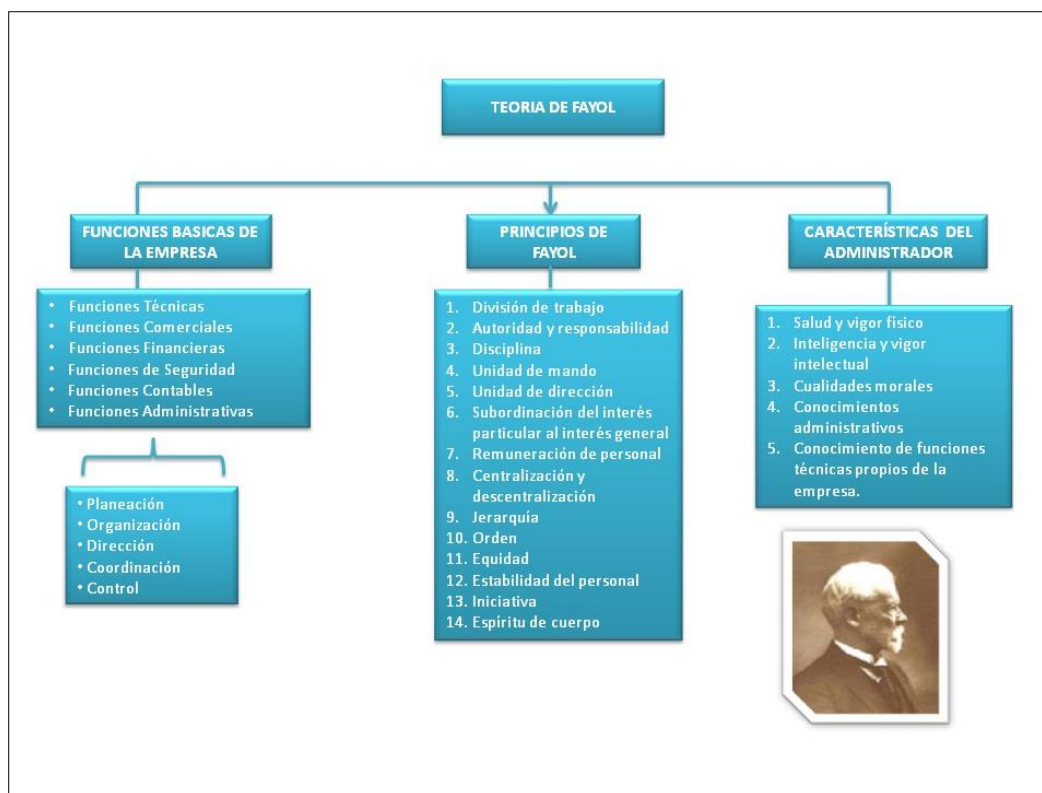 TEORIA DE FAYOL
FUNCIONES BASICAS DE
LA EMPRESA
• Funciones Técnicas
• Funciones Comerciales
• Funciones Financieras
• Funciones de Seguridad
• Funciones Contables
• Funciones Administrativas
• Planeación
• Organización
• Dirección
• Coordinación
• Control
PRINCIPIOS DE
FAYOL
1. División de trabajo
2. Autoridad y responsabilidad
3. Disciplina
4. Unidad de mando
5. Unidad de dirección
6. Subordinación del interés
particular al interés general
7. Remuneración de personal
8. Centralización y
descentralización
9. Jerarquía
10. Orden
11. Equidad
12. Estabilidad del personal
13. Iniciativa
14. Espíritu de cuerpo
CARACTERÍSTICAS DEL
ADMINISTRADOR
1. Salud y vigor físico
2. Inteligencia y vigor
intelectual
3. Cualidades morales
4. Conocimientos
administrativos
5. Conocimiento de funciones
técnicas propios de la
empresa.